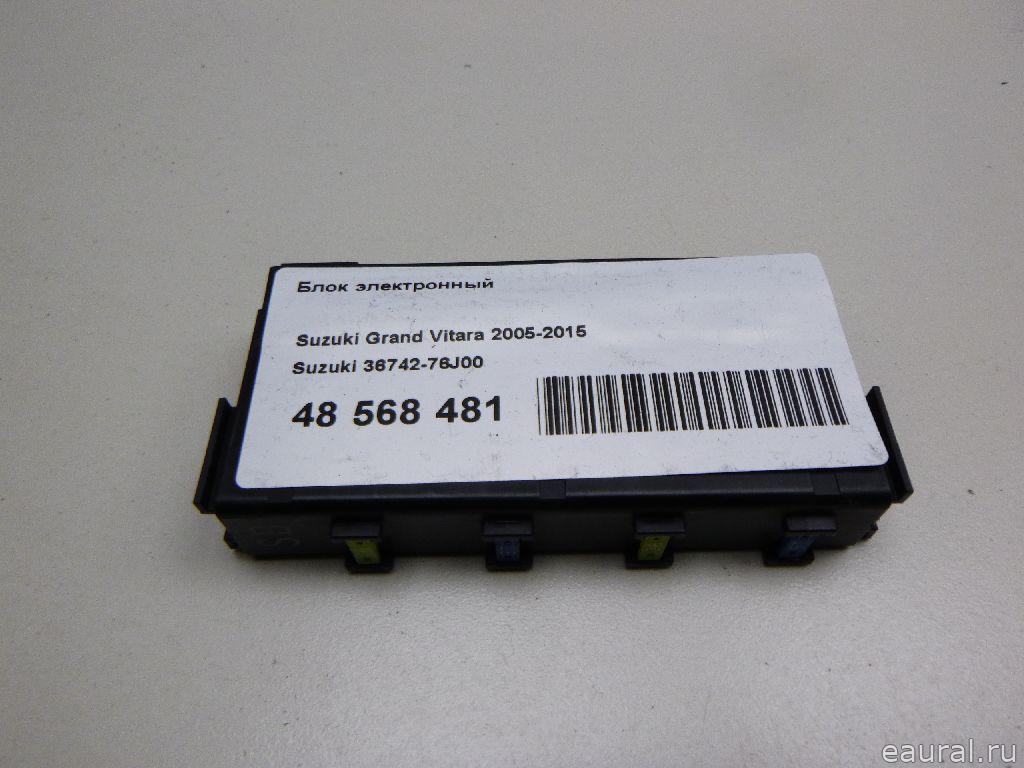 Блок электронный
Suzuki Grand Vitara 2005-2015
Suzuki 36742-76J00
48 568 481
eaural.ru